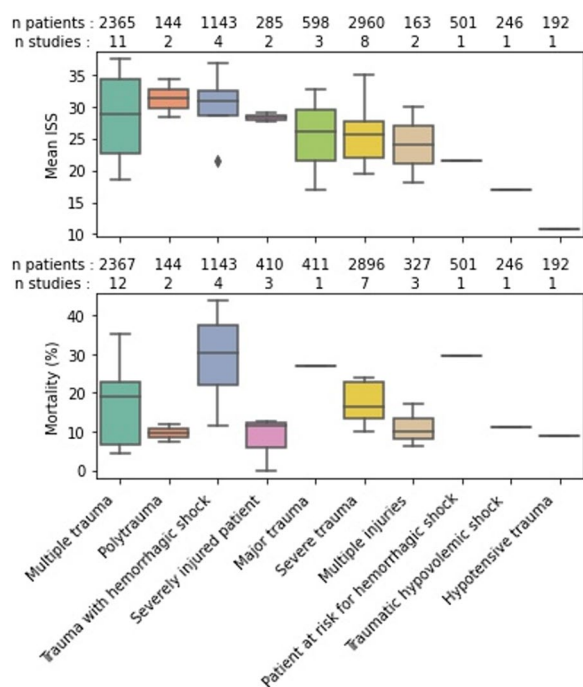 n patients : 2365 144 1143 285 598 2960 163 501 246 192
n studies : 11 2 4 2 3 8 2 1 1 1
35
30
25
20
15
10
Mean ISS
n patients : 2367 144 1143 410 411 2896 327 501 246 192
n studies : 12 2 4 3 1 7 3 1 1 1
40
30
20
10
0
Mortality (%)
Multiple trauma
Polytrauma
Trauma with hemorrhagic shock
Severely injured patient
Major trauma
Severe trauma
Multiple injuries
Patient at risk for hemorrhagic shock
Traumatic hypovolemic shock
Hypotensive trauma